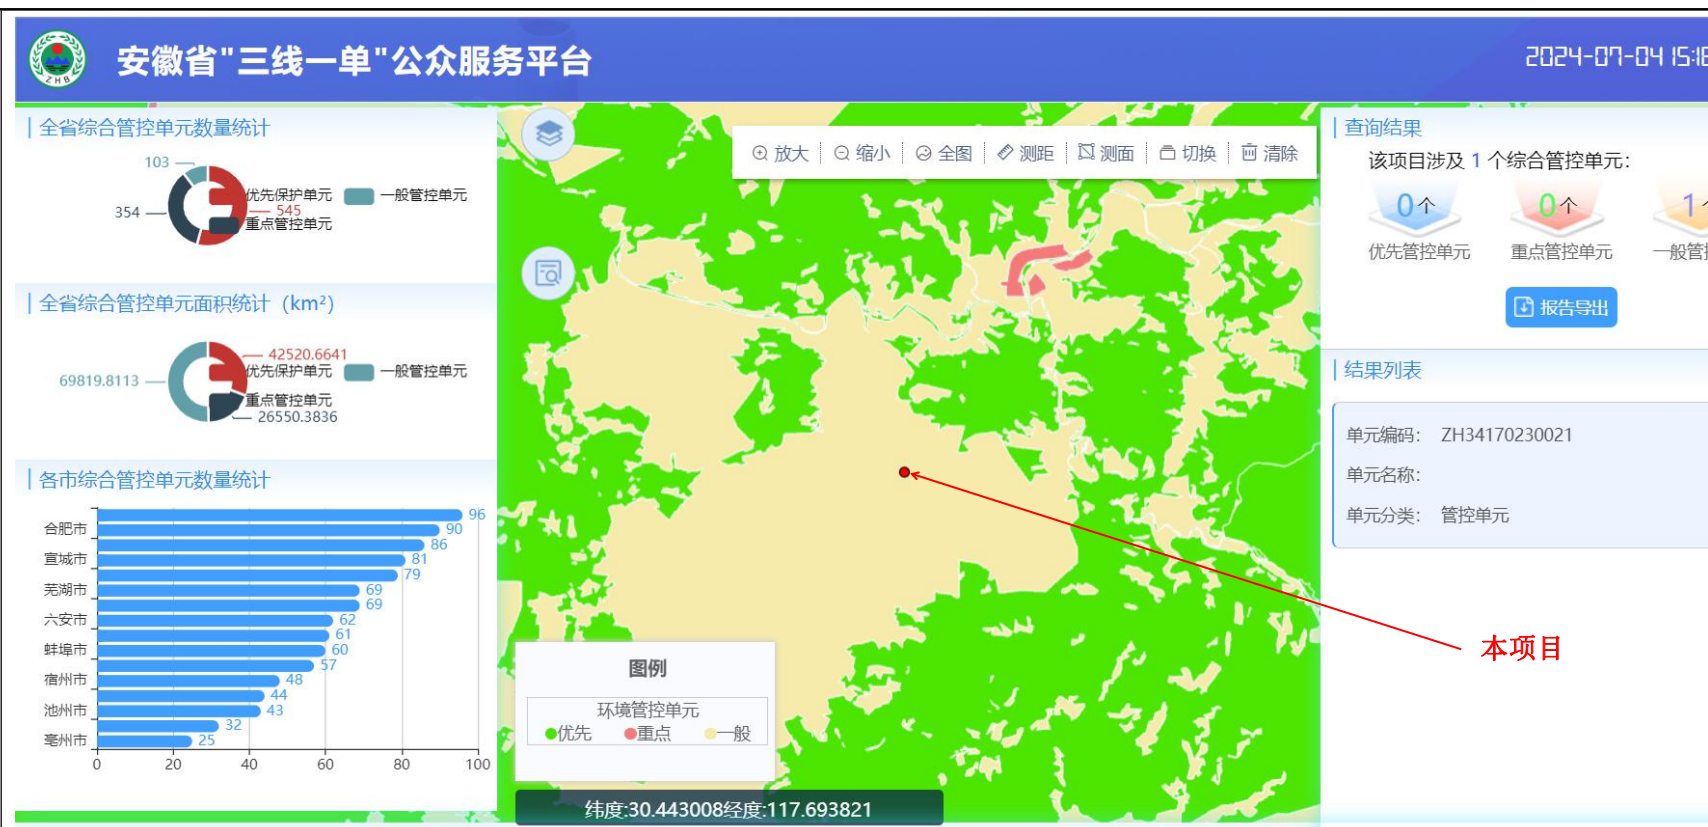 安徽省"三线一单"公众服务平台
2024-07-04 15:18
ZHB
全省综合管控单元数量统计
103
354
545
优先保护单元
一般管控单元
重点管控单元
全省综合管控单元面积统计（km²）
42520.6641
69819.8113
优先保护单元
一般管控单元
重点管控单元
26550.3836
各市综合管控单元数量统计
96
合肥市 90
86
宣城市 81
79
芜湖市 69
69
六安市 62
61
蚌埠市 60
57
宿州市 48
44
池州市 43
32
亳州市 25
0 20 40 60 80 100
放大 缩小 全图 测距 测面 切换 清除
图例
环境管控单元
优先 重点 一般
纬度:30.443008经度:117.693821
查询结果
该项目涉及 1 个综合管控单元:
0个 0个 1个
优先管控单元 重点管控单元 一般管控
报告导出
结果列表
单元编码: ZH34170230021
单元名称:
单元分类: 管控单元
本项目